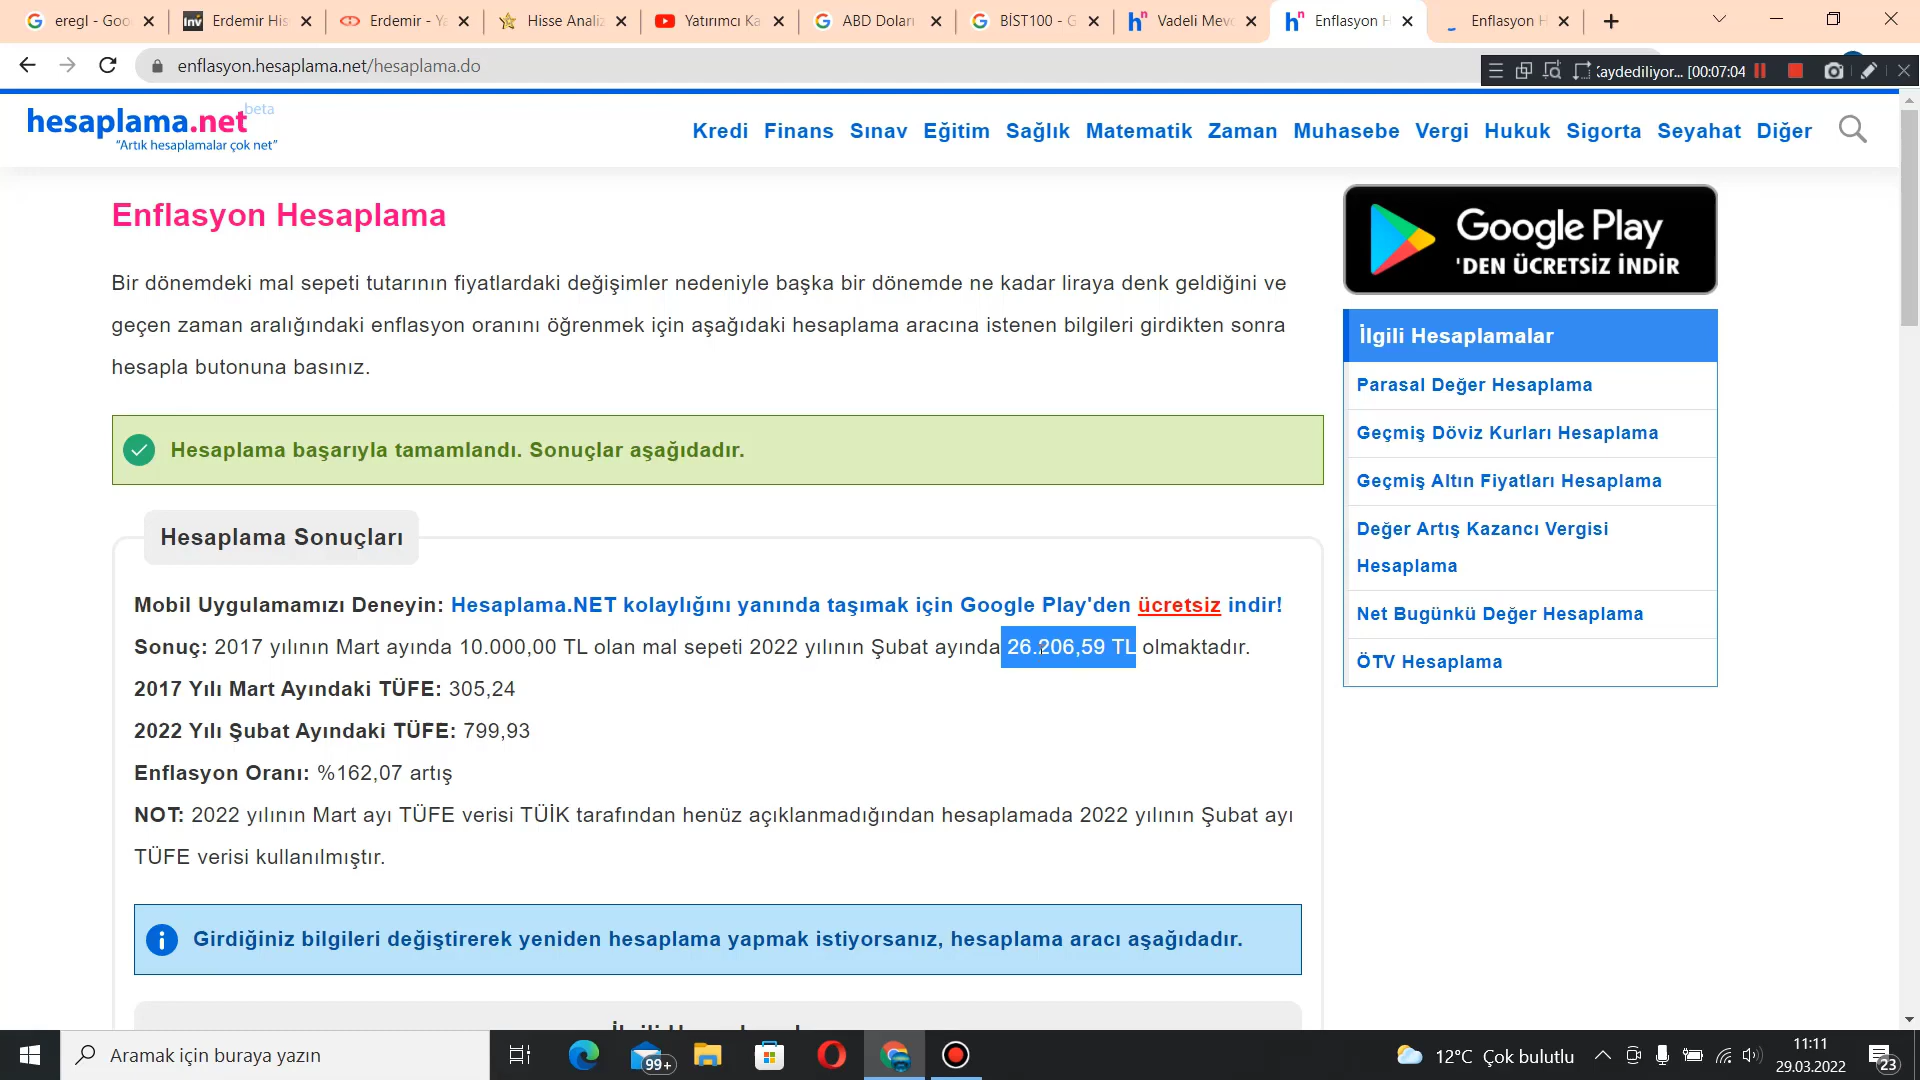 eregl - Goo
Erdemir His
Erdemir - Ya
Hisse Analiz
Yatırımcı Ka
ABD Doları
BİST100 - G
Vadeli Mevd
Enflasyon H
Enflasyon H
enflasyon.hesaplama.net/hesaplama.do
Kaydediliyor... [00:07:04]
hesaplama.net beta
"Artık hesaplamalar çok net"
Kredi Finans Sınav Eğitim Sağlık Matematik Zaman Muhasebe Vergi Hukuk Sigorta Seyahat Diğer
Enflasyon Hesaplama
Bir dönemdeki mal sepeti tutarının fiyatlardaki değişimler nedeniyle başka bir dönemde ne kadar liraya denk geldiğini ve
geçen zaman aralığındaki enflasyon oranını öğrenmek için aşağıdaki hesaplama aracına istenen bilgileri girdikten sonra
hesapla butonuna basınız.
Hesaplama başarıyla tamamlandı. Sonuçlar aşağıdadır.
Hesaplama Sonuçları
Mobil Uygulamamızı Deneyin: Hesaplama.NET kolaylığını yanında taşımak için Google Play'den ücretsiz indir!
Sonuç: 2017 yılının Mart ayında 10.000,00 TL olan mal sepeti 2022 yılının Şubat ayında 26.206,59 TL olmaktadır.
2017 Yılı Mart Ayındaki TÜFE: 305,24
2022 Yılı Şubat Ayındaki TÜFE: 799,93
Enflasyon Oranı: %162,07 artış
NOT: 2022 yılının Mart ayı TÜFE verisi TÜİK tarafından henüz açıklanmadığından hesaplamada 2022 yılının Şubat ayı
TÜFE verisi kullanılmıştır.
Girdiğiniz bilgileri değiştirerek yeniden hesaplama yapmak istiyorsanız, hesaplama aracı aşağıdadır.
Google Play
'DEN ÜCRETSİZ İNDİR
İlgili Hesaplamalar
Parasal Değer Hesaplama
Geçmiş Döviz Kurları Hesaplama
Geçmiş Altın Fiyatları Hesaplama
Değer Artış Kazancı Vergisi
Hesaplama
Net Bugünkü Değer Hesaplama
ÖTV Hesaplama
Aramak için buraya yazın
99+
12°C Çok bulutlu
11:11
29.03.2022
23